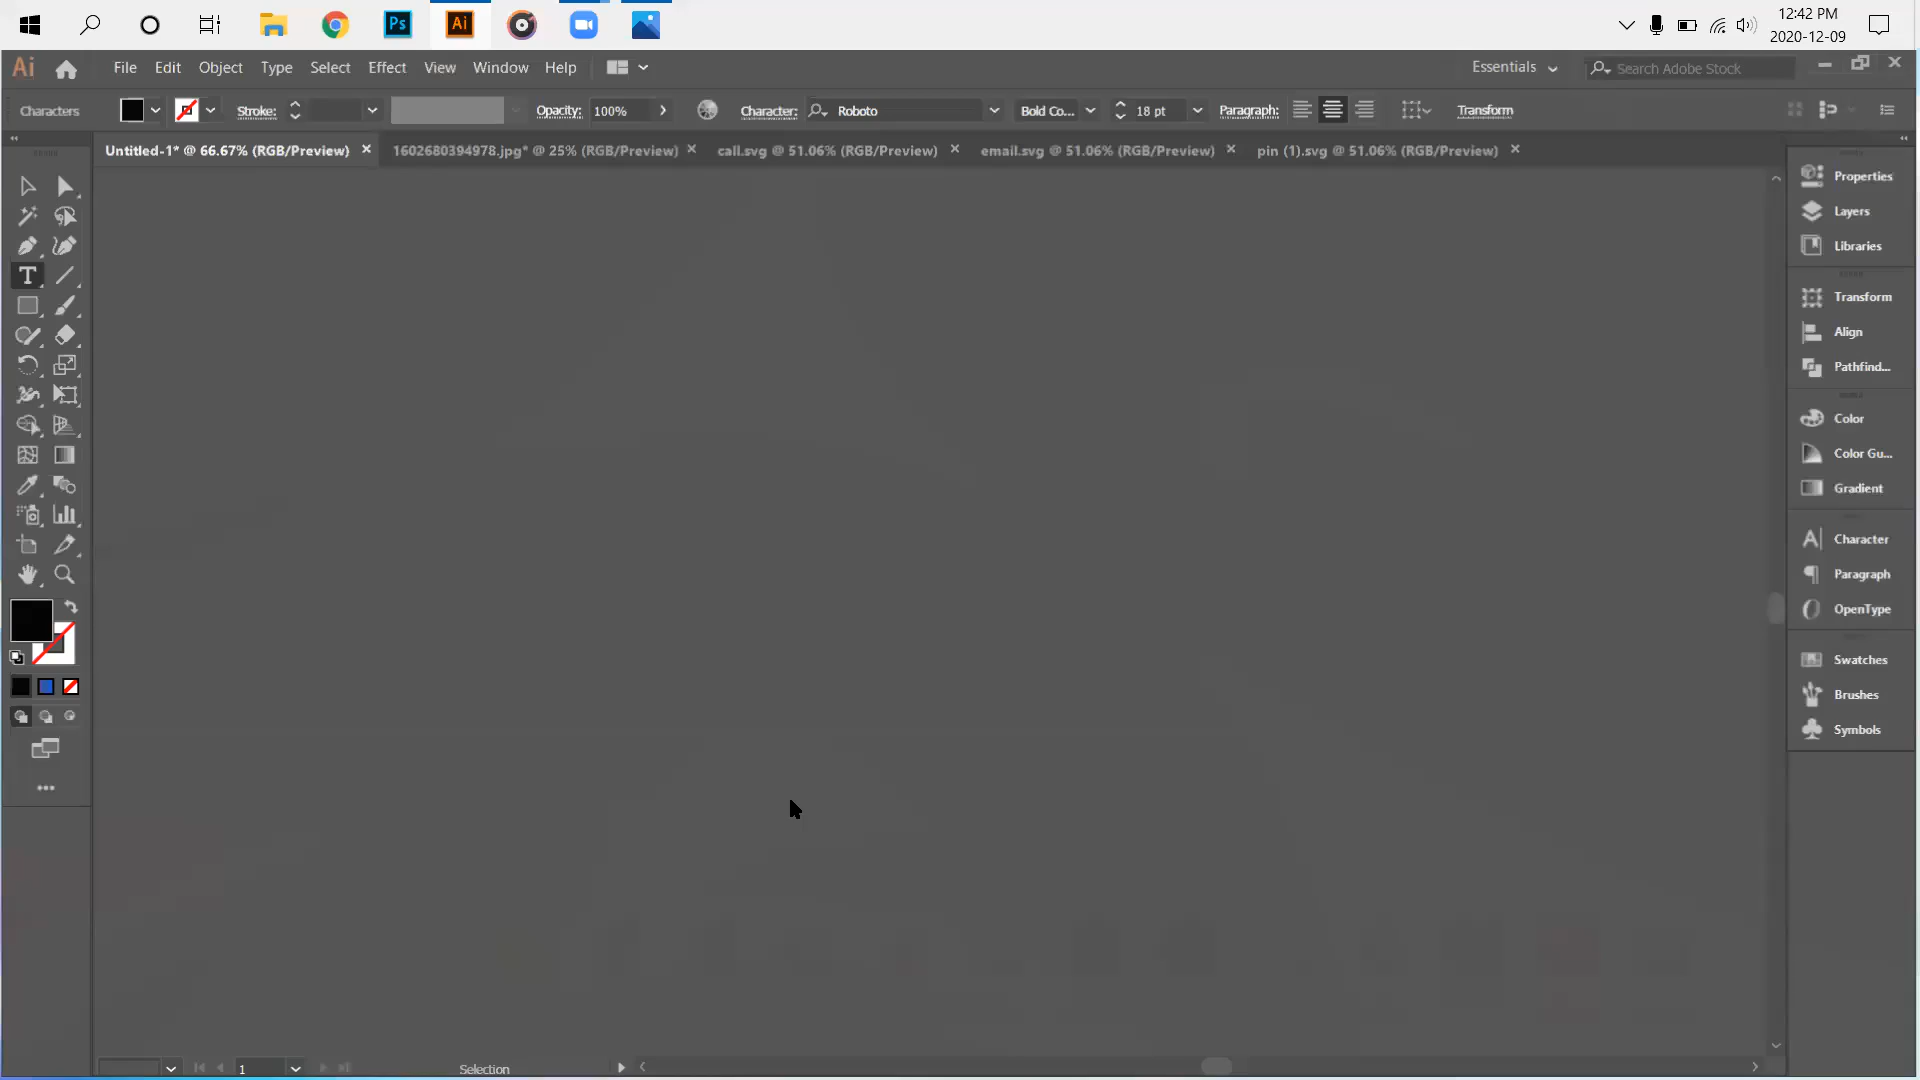 Ps Ai 12:42 PM
2020-12-09
Ai File Edit Object Type Select Effect View Window Help Essentials Search Adobe Stock
Characters Stroke: Opacity: 100% Character: Roboto Bold Co... 18 pt Paragraph: Transform
Untitled-1* @ 66.67% (RGB/Preview) 1602680394978.jpg* @ 25% (RGB/Preview) call.svg @ 51.06% (RGB/Preview) email.svg @ 51.06% (RGB/Preview) pin (1).svg @ 51.06% (RGB/Preview)
Properties
Layers
Libraries
Transform
Align
Pathfind...
Color
Color Gu...
Gradient
Character
Paragraph
OpenType
Swatches
Brushes
Symbols
1 Selection